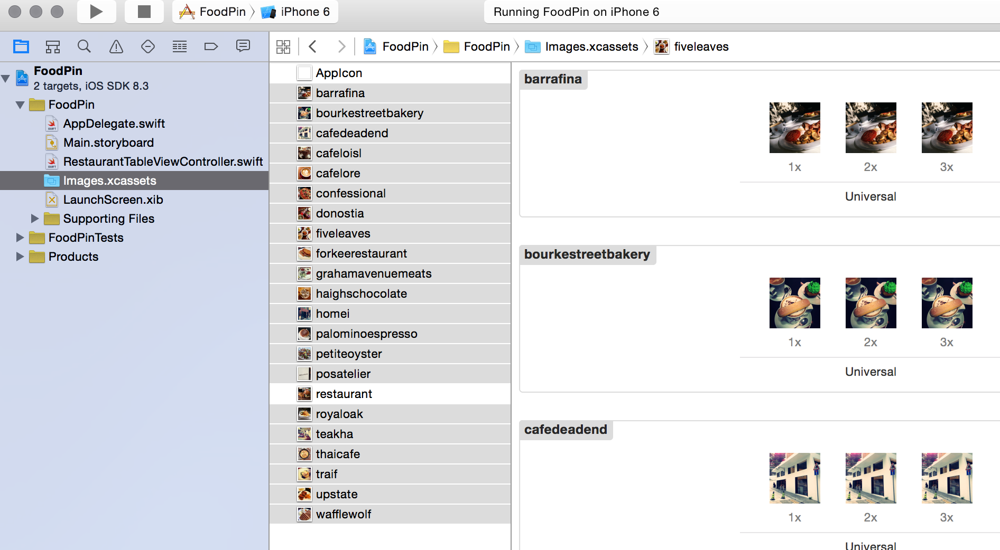 FoodPin
iPhone 6
Running FoodPin on iPhone 6
FoodPin
FoodPin
Images.xcassets
fiveleaves
FoodPin
2 targets, iOS SDK 8.3
FoodPin
AppDelegate.swift
Main.storyboard
RestaurantTableViewController.swift
Images.xcassets
LaunchScreen.xib
Supporting Files
FoodPinTests
Products
AppIcon
barrafina
bourkestreetbakery
cafedeadend
cafeloisl
cafelore
confessional
donostia
fiveleaves
forkeerestaurant
grahamavenuemeats
haighschocolate
homei
palominoespresso
petiteoyster
posatelier
restaurant
royaloak
teakha
thaicafe
traif
upstate
wafflewolf
barrafina
1x 2x 3x
Universal
bourkestreetbakery
1x 2x 3x
Universal
cafedeadend
1x 2x 3x
Universal